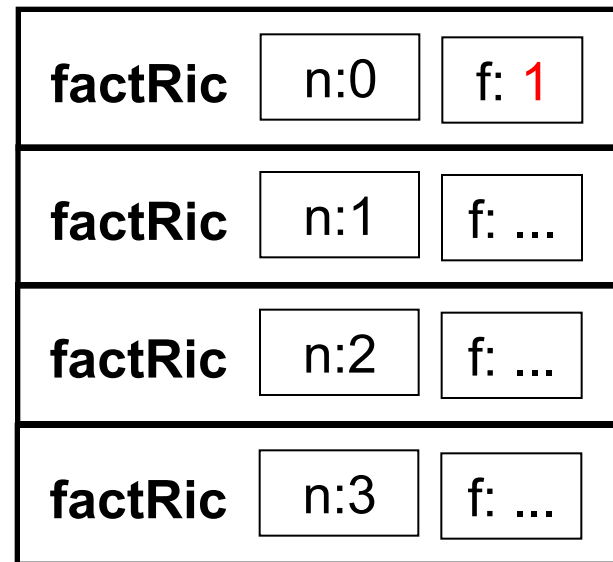 factRic n:0 f: 1
factRic n:1 f: ...
factRic n:2 f: ...
factRic n:3 f: ...